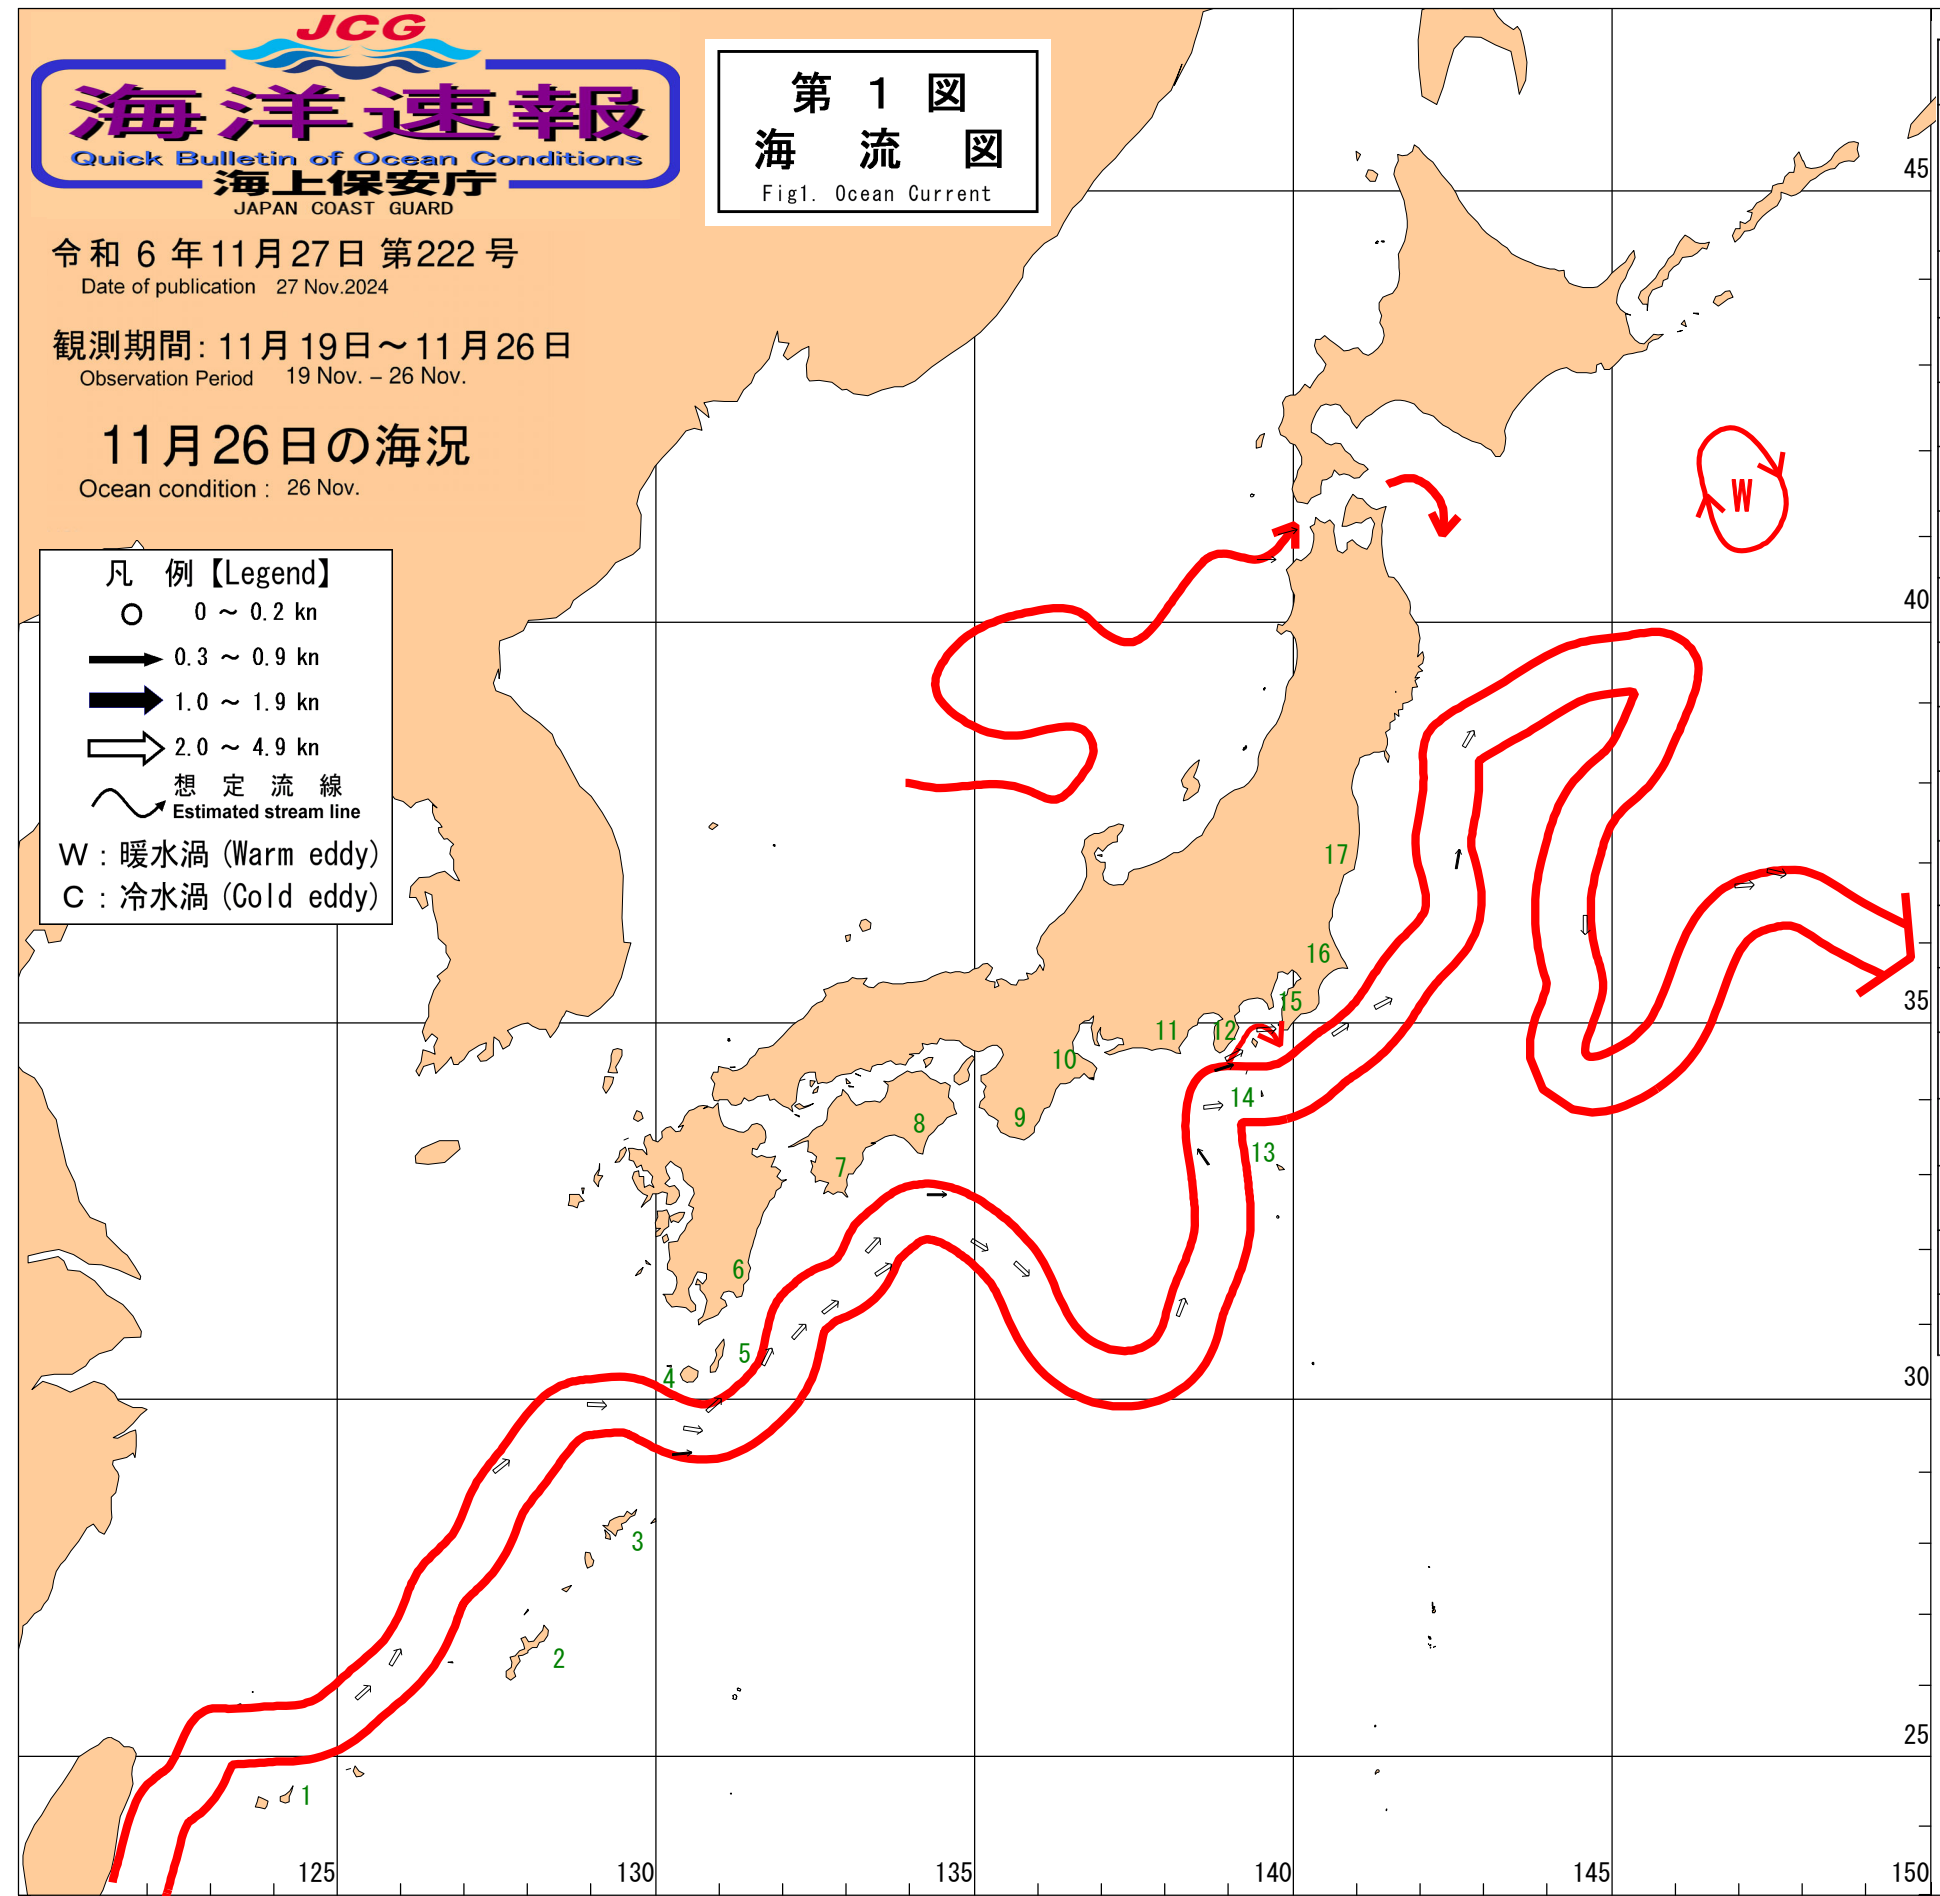 JCG
海洋速報
Quick Bulletin of Ocean Conditions
海上保安庁
JAPAN COAST GUARD
第 1 図
海 流 図
Fig1. Ocean Current
令和 6 年11月27日 第222号
Date of publication 27 Nov.2024
観測期間: 11月19日～11月26日
Observation Period 19 Nov. – 26 Nov.
11月26日の海況
Ocean condition : 26 Nov.
凡 例【Legend】
0 ～ 0.2 kn
0.3 ～ 0.9 kn
1.0 ～ 1.9 kn
2.0 ～ 4.9 kn
想 定 流 線
Estimated stream line
W : 暖水渦 (Warm eddy)
C : 冷水渦 (Cold eddy)
45
W
40
17
16
15
35
12
11
10
14
9
8
13
7
6
5
4
30
3
2
25
1
125
130
135
140
145
150